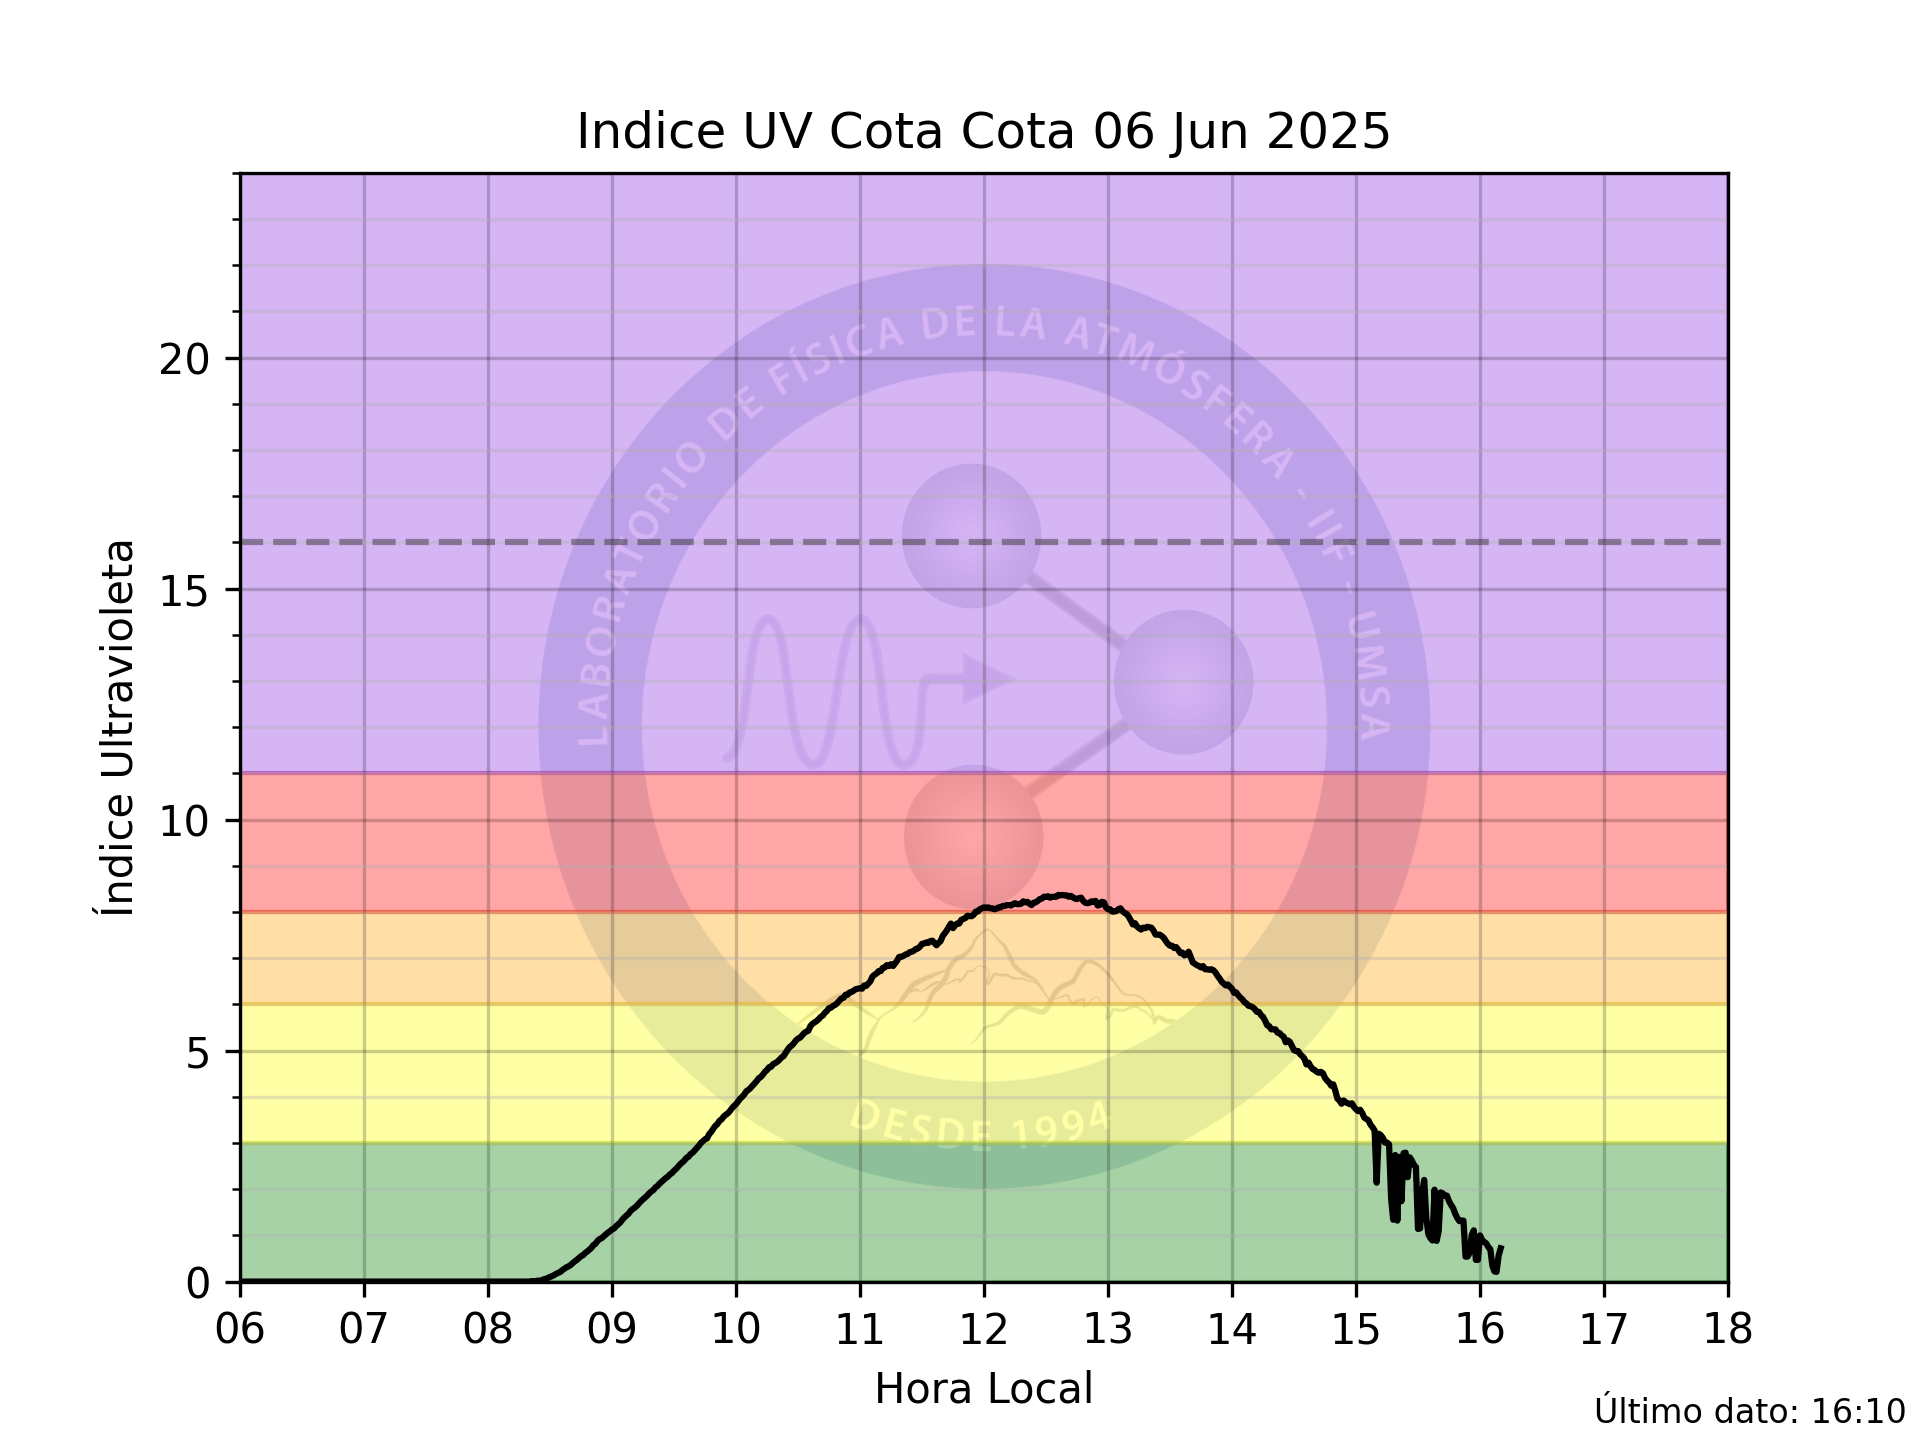 Indice UV Cota Cota 06 Jun 2025
Índice Ultravioleta
20
15
10
5
0
LABORATORIO DE FÍSICA DE LA ATMÓSFERA - IIF - UMSA
DESDE 1994
06 07 08 09 10 11 12 13 14 15 16 17 18
Hora Local
Último dato: 16:10